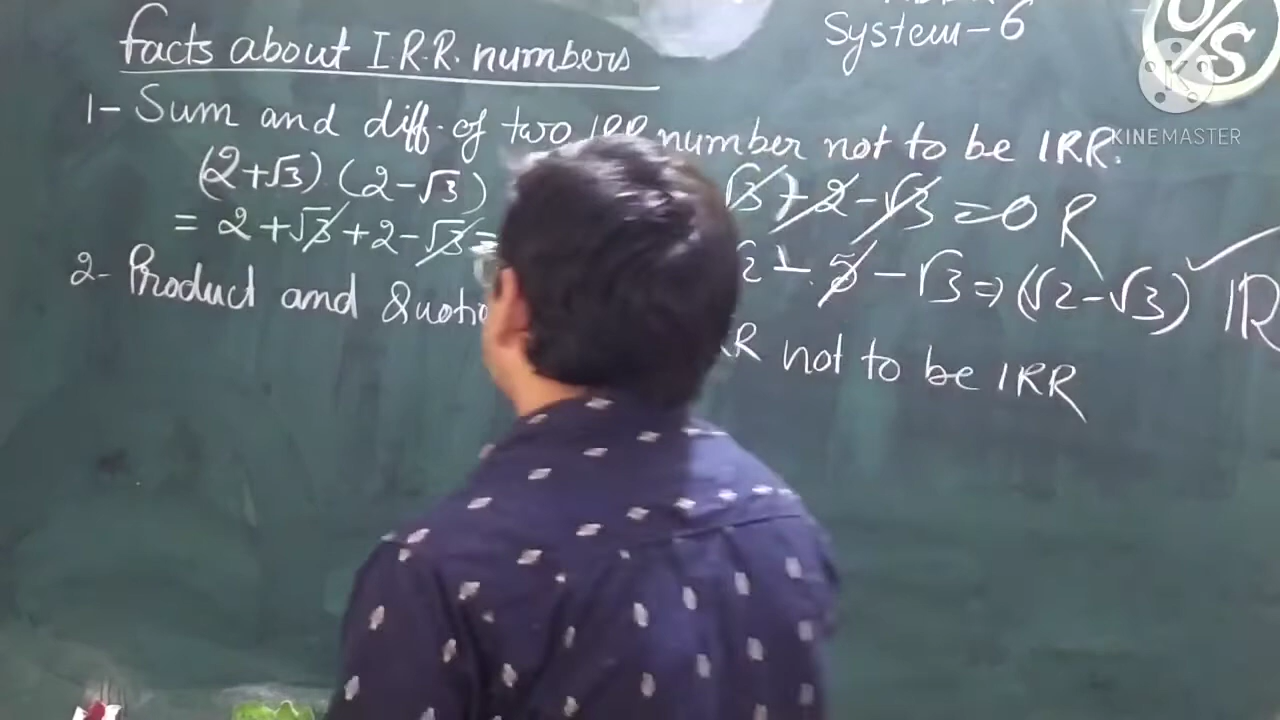 System-6
facts about I.R.R. numbers
1- Sum and diff. of two IRR number not to be IRR.
(2+√3) (2-√3) √3)+2-√3 =0 R
= 2+√3+2-√3= - √3 ⇒ (√2-√3) IR
2- Product and RR not to be IRR
O/S
KINEMASTER